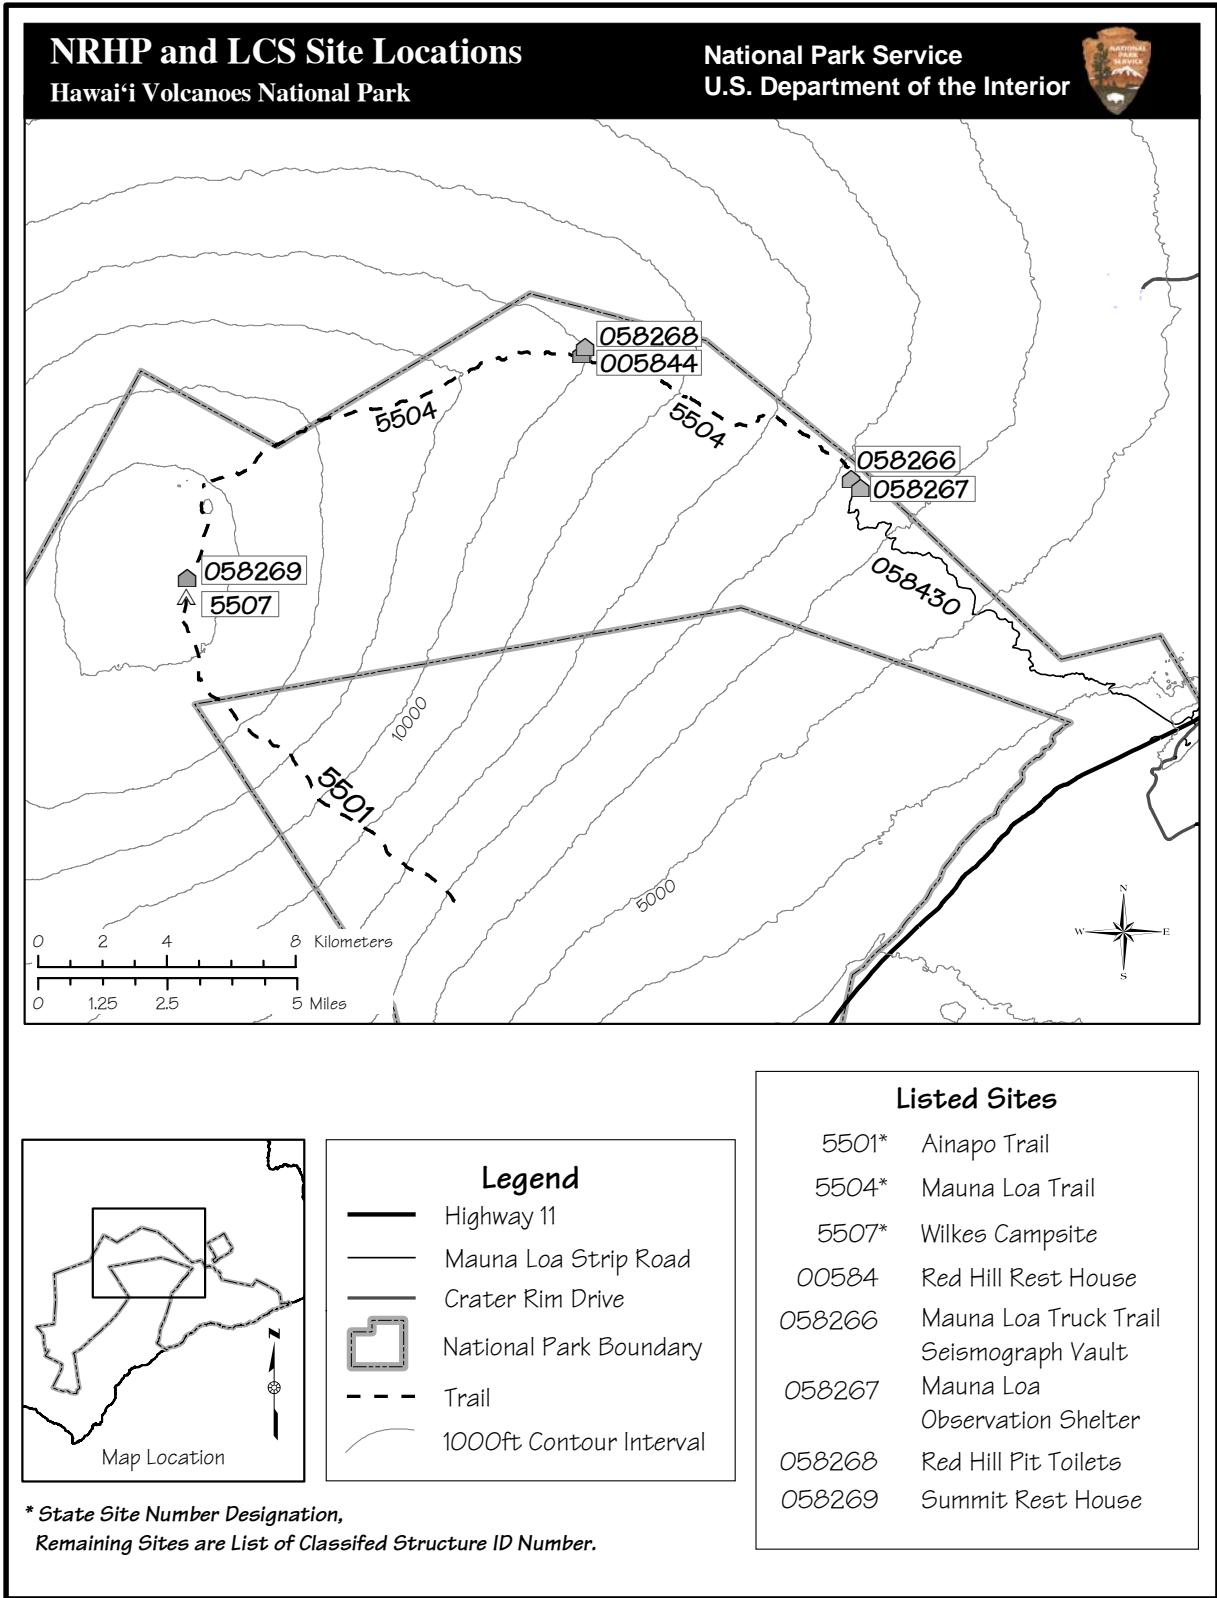 NRHP and LCS Site Locations
Hawai‘i Volcanoes National Park
National Park Service
U.S. Department of the Interior
NATIONAL
PARK
SERVICE
058268
005844
5504
5504
058266
058267
058430
058269
5507
10000
5501
5000
0 2 4 8 Kilometers
0 1.25 2.5 5 Miles
N
W E
S
Listed Sites
5501* Ainapo Trail
5504* Mauna Loa Trail
5507* Wilkes Campsite
00584 Red Hill Rest House
058266 Mauna Loa Truck Trail
Seismograph Vault
058267 Mauna Loa
Observation Shelter
058268 Red Hill Pit Toilets
058269 Summit Rest House
Legend
Highway 11
Mauna Loa Strip Road
Crater Rim Drive
National Park Boundary
Trail
1000ft Contour Interval
N
Map Location
* State Site Number Designation,
Remaining Sites are List of Classifed Structure ID Number.